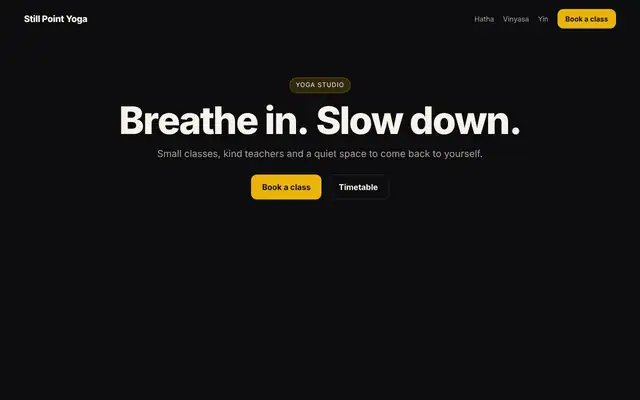 Still Point Yoga
Hatha Vinyasa Yin Book a class
YOGA STUDIO
Breathe in. Slow down.
Small classes, kind teachers and a quiet space to come back to yourself.
Book a class Timetable